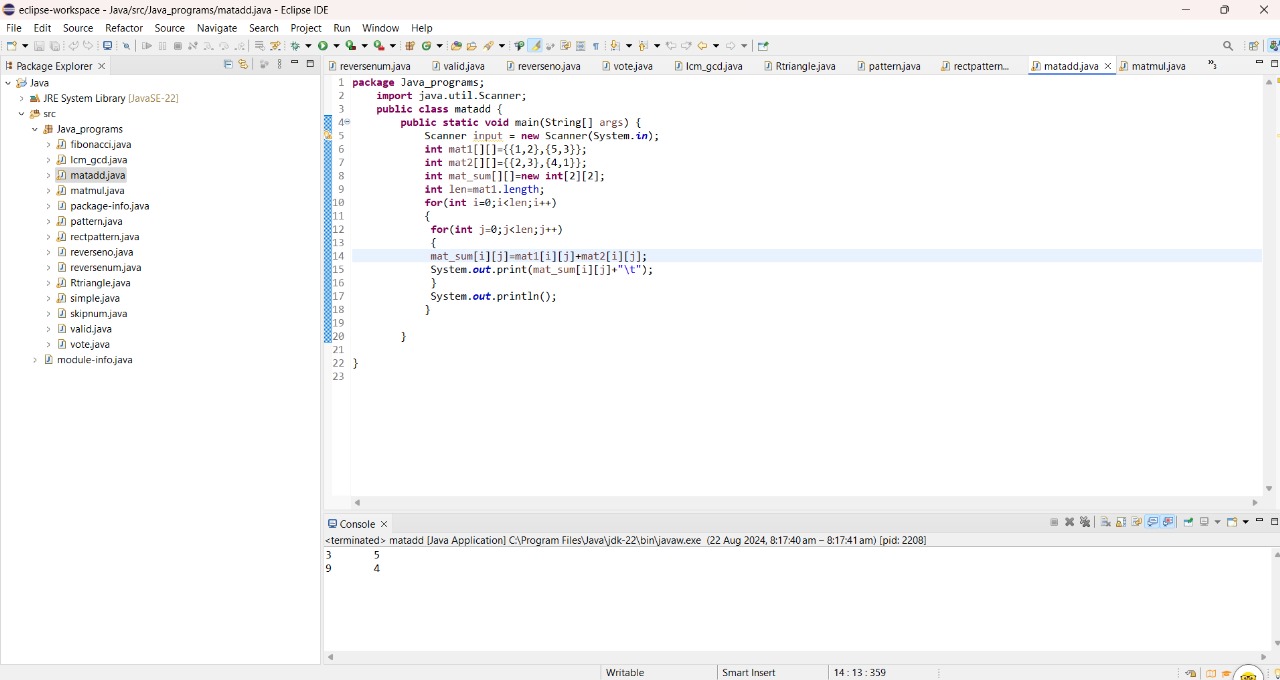 eclipse-workspace - Java/src/Java_programs/matadd.java - Eclipse IDE
File Edit Source Refactor Source Navigate Search Project Run Window Help
Package Explorer
reversenum.java valid.java reverseno.java vote.java lcm_gcd.java Rtriangle.java pattern.java rectpattern... matadd.java matmul.java »3
Java
JRE System Library [JavaSE-22]
src
Java_programs
fibonacci.java
lcm_gcd.java
matadd.java
matmul.java
package-info.java
pattern.java
rectpattern.java
reverseno.java
reversenum.java
Rtriangle.java
simple.java
skipnum.java
valid.java
vote.java
module-info.java
1 package Java_programs;
2 import java.util.Scanner;
3 public class matadd {
4 public static void main(String[] args) {
5 Scanner input = new Scanner(System.in);
6 int mat1[][]={{1,2},{5,3}};
7 int mat2[][]={{2,3},{4,1}};
8 int mat_sum[][]=new int[2][2];
9 int len=mat1.length;
10 for(int i=0;i<len;i++)
11 {
12 for(int j=0;j<len;j++)
13 {
14 mat_sum[i][j]=mat1[i][j]+mat2[i][j];
15 System.out.print(mat_sum[i][j]+"\t");
16 }
17 System.out.println();
18 }
19
20 }
21
22 }
23
Console
<terminated> matadd [Java Application] C:\Program Files\Java\jdk-22\bin\javaw.exe (22 Aug 2024, 8:17:40 am – 8:17:41 am) [pid: 2208]
3 5
9 4
Writable Smart Insert 14 : 13 : 359